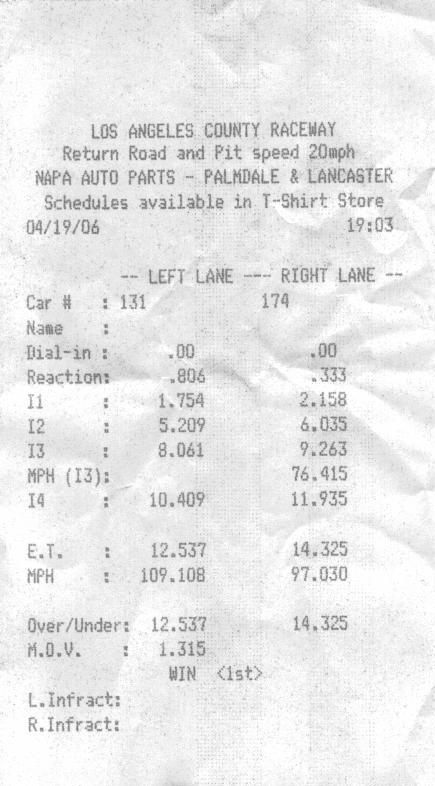 LOS ANGELES COUNTY RACEWAY
Return Road and Pit speed 20mph
NAPA AUTO PARTS - PALMDALE & LANCASTER
Schedules available in T-Shirt Store
04/19/06 19:03
-- LEFT LANE --- RIGHT LANE --
Car # : 131 174
Name :
Dial-in : .00 .00
Reaction: .806 .333
I1 : 1.754 2.158
I2 : 5.209 6.035
I3 : 8.061 9.263
MPH (I3): 76.415
I4 : 10.409 11.935
E.T. : 12.537 14.325
MPH : 109.108 97.030
Over/Under: 12.537 14.325
M.O.V. : 1.315
WIN <1st>
L.Infract:
R.Infract: